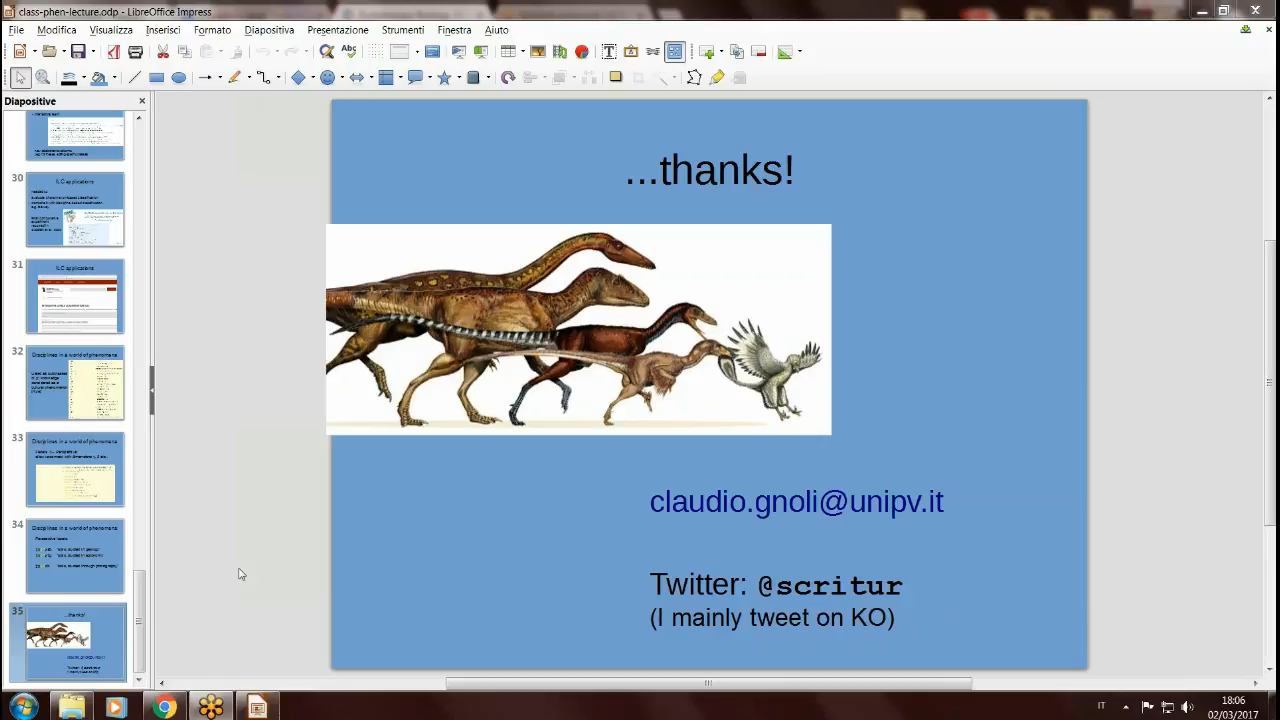 class-phen-lecture.odp - LibreOffice Impress
File Modifica Visualizza Inserisci Formato Diapositiva Presentazione Strumenti Finestra Aiuto
Diapositive
30
ILC applications
31
ILC applications
32
Disciplines in a world of phenomena
33
Disciplines in a world of phenomena
34
Disciplines in a world of phenomena
35
...thanks!
...thanks!
claudio.gnoli@unipv.it
Twitter: @scritur
(I mainly tweet on KO)
IT
18:06
02/03/2017